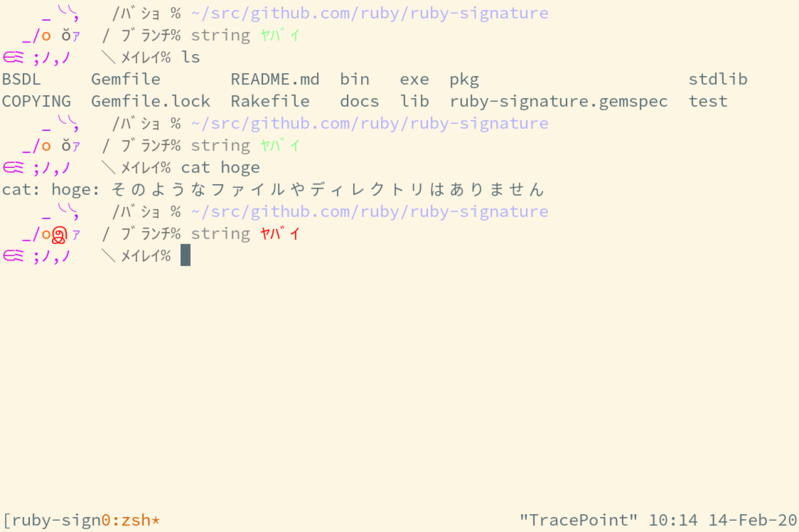 _ ╰╰, /ﾊﾞｼｮ % ~/src/github.com/ruby/ruby-signature
_/o ŏｧ / ﾌﾞﾗﾝﾁ% string ﾔﾊﾞｲ
∈ミ ;ノ,ノ ＼ ﾒｲﾚｲ% ls
BSDL Gemfile README.md bin exe pkg stdlib
COPYING Gemfile.lock Rakefile docs lib ruby-signature.gemspec test
_ ╰╰, /ﾊﾞｼｮ % ~/src/github.com/ruby/ruby-signature
_/o ŏｧ / ﾌﾞﾗﾝﾁ% string ﾔﾊﾞｲ
∈ミ ;ノ,ノ ＼ ﾒｲﾚｲ% cat hoge
cat: hoge: そのようなファイルやディレクトリはありません
_ ╰╰, /ﾊﾞｼｮ % ~/src/github.com/ruby/ruby-signature
_/oஇ ｧ / ﾌﾞﾗﾝﾁ% string ﾔﾊﾞｲ
∈ミ ;ノ,ノ ＼ ﾒｲﾚｲ%
[ruby-sign0:zsh* "TracePoint" 10:14 14-Feb-20